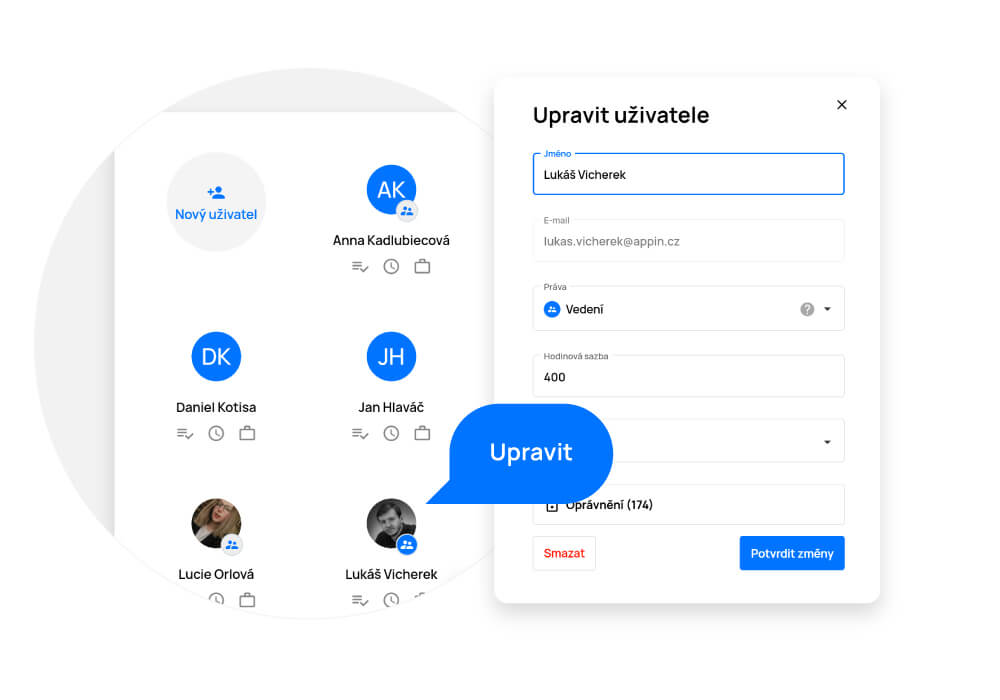 Nový uživatel
AK
Anna Kadlubiecová
DK
Daniel Kotisa
JH
Jan Hlaváč
Lucie Orlová
Lukáš Vicherek
Upravit uživatele
Jméno
Lukáš Vicherek
E-mail
lukas.vicherek@appin.cz
Práva
Vedení
?
Hodinová sazba
400
Upravit
Oprávnění (174)
Smazat
Potvrdit změny